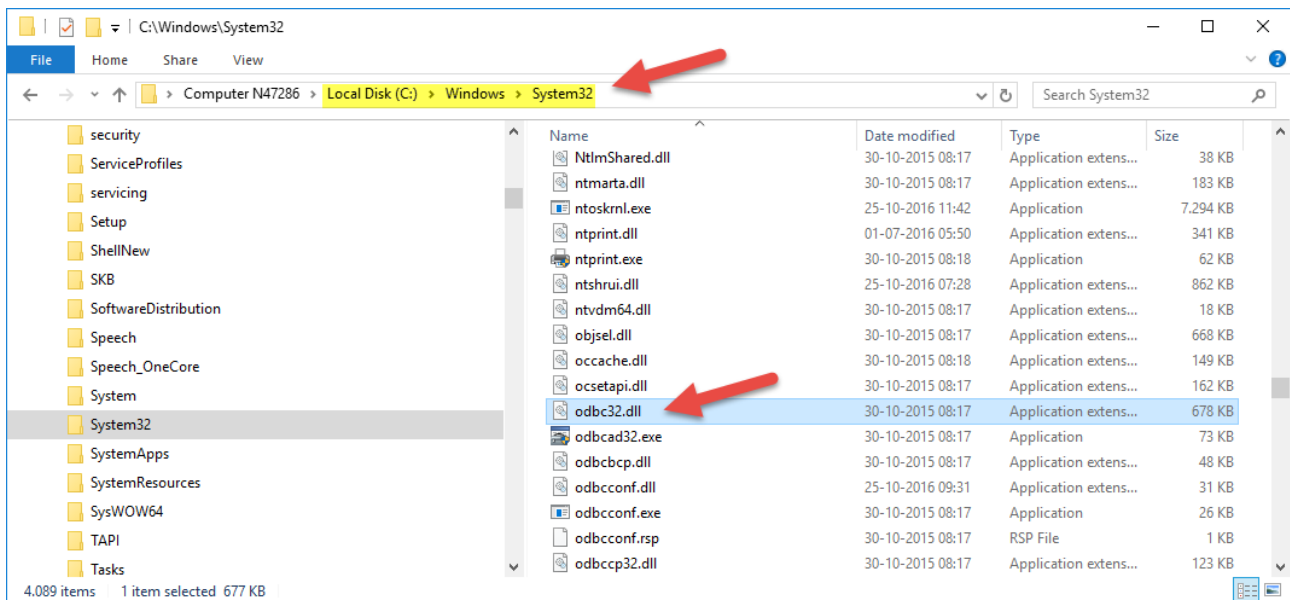 C:\Windows\System32
File Home Share View
Computer N47286 Local Disk (C:) Windows System32 Search System32
security
ServiceProfiles
servicing
Setup
ShellNew
SKB
SoftwareDistribution
Speech
Speech_OneCore
System
System32
SystemApps
SystemResources
SysWOW64
TAPI
Tasks
Name Date modified Type Size
NtlmShared.dll 30-10-2015 08:17 Application extens... 38 KB
ntmarta.dll 30-10-2015 08:17 Application extens... 183 KB
ntoskrnl.exe 25-10-2016 11:42 Application 7.294 KB
ntprint.dll 01-07-2016 05:50 Application extens... 341 KB
ntprint.exe 30-10-2015 08:18 Application 62 KB
ntshrui.dll 25-10-2016 07:28 Application extens... 862 KB
ntvdm64.dll 30-10-2015 08:17 Application extens... 18 KB
objsel.dll 30-10-2015 08:17 Application extens... 668 KB
occache.dll 30-10-2015 08:18 Application extens... 149 KB
ocsetapi.dll 30-10-2015 08:17 Application extens... 162 KB
odbc32.dll 30-10-2015 08:17 Application extens... 678 KB
odbcad32.exe 30-10-2015 08:17 Application 73 KB
odbcbcp.dll 30-10-2015 08:17 Application extens... 48 KB
odbcconf.dll 25-10-2016 09:31 Application extens... 31 KB
odbcconf.exe 30-10-2015 08:17 Application 26 KB
odbcconf.rsp 30-10-2015 08:17 RSP File 1 KB
odbccp32.dll 30-10-2015 08:17 Application extens... 123 KB
4.089 items 1 item selected 677 KB